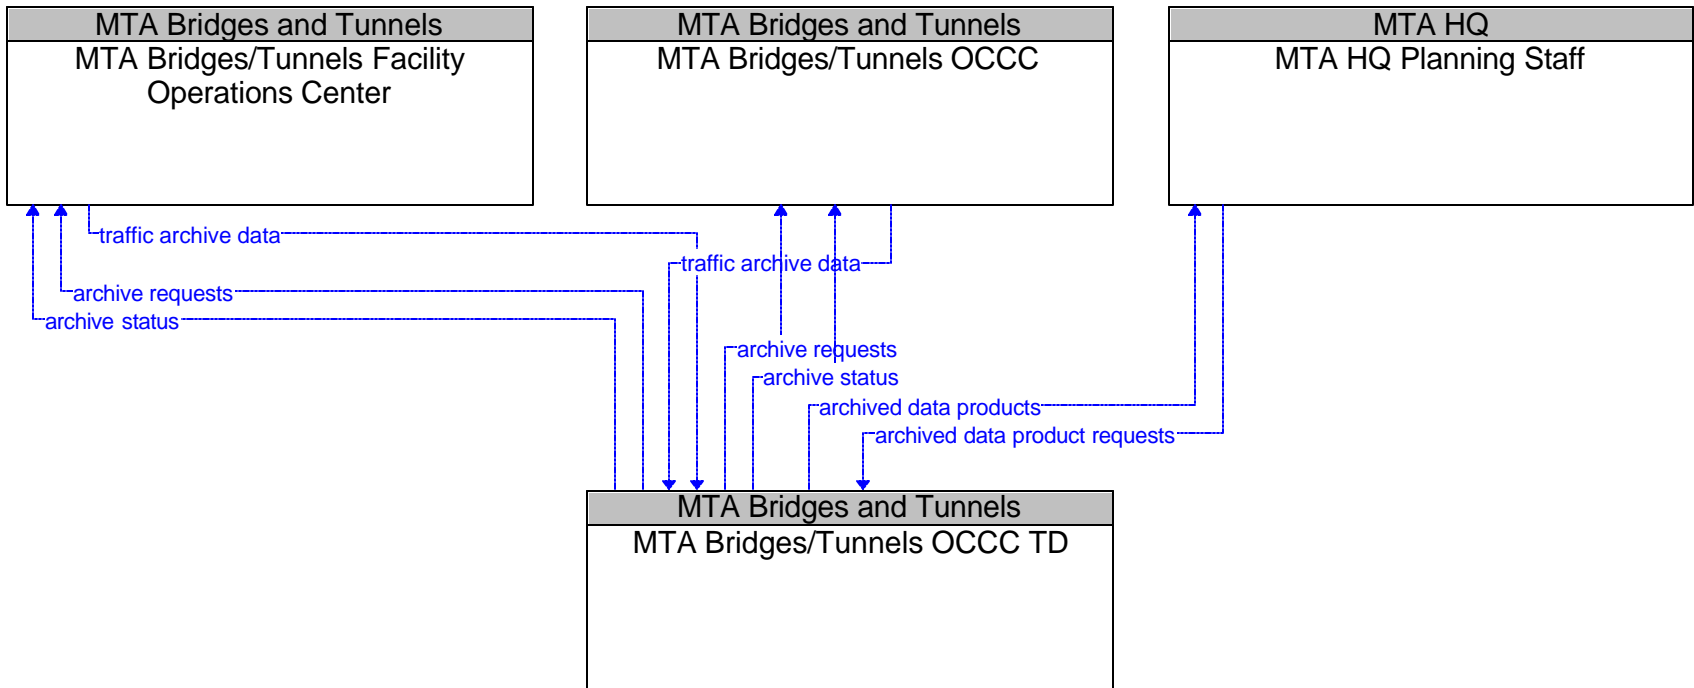 MTA Bridges and Tunnels
MTA Bridges/Tunnels Facility
Operations Center
MTA Bridges and Tunnels
MTA Bridges/Tunnels OCCC
MTA HQ
MTA HQ Planning Staff
traffic archive data
traffic archive data
archive requests
archive status
archive requests
archive status
archived data products
archived data product requests
MTA Bridges and Tunnels
MTA Bridges/Tunnels OCCC TD